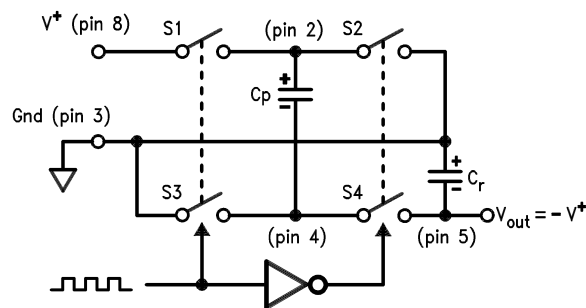 V+ (pin 8)
S1
(pin 2)
S2
+
Cp
-
Gnd (pin 3)
+
Cr
-
S3
S4
(pin 4)
(pin 5)
Vout = - V+